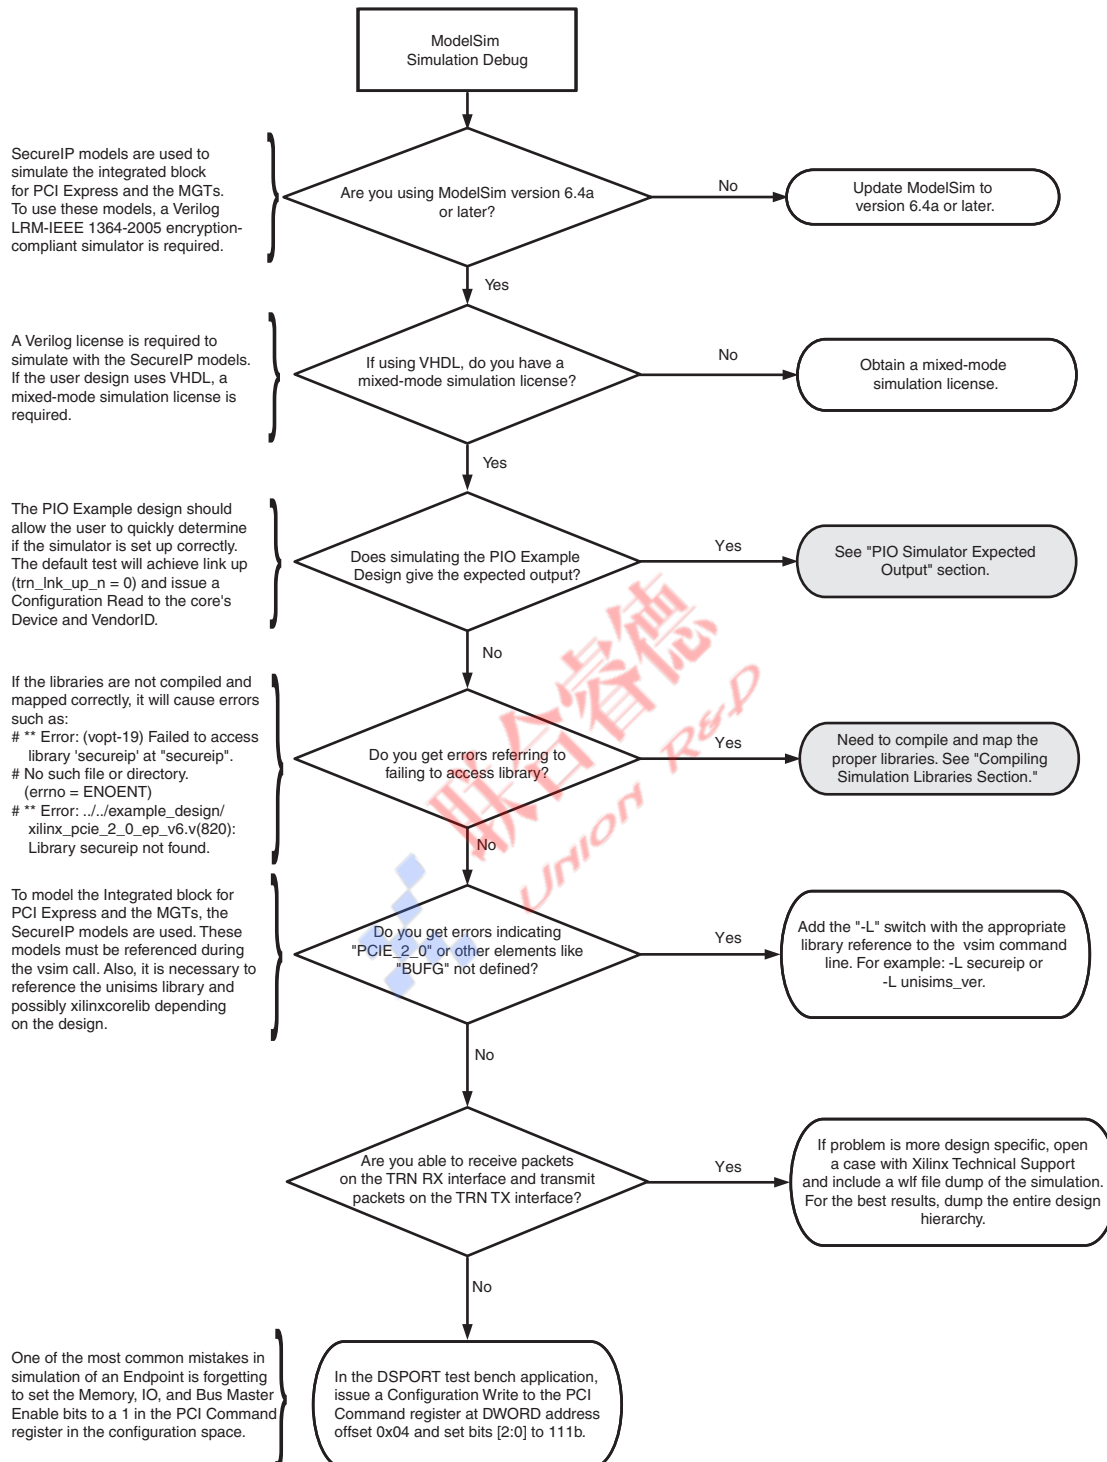 ModelSim
Simulation Debug
SecureIP models are used to
simulate the integrated block
for PCI Express and the MGTs.
To use these models, a Verilog
LRM-IEEE 1364-2005 encryption-
compliant simulator is required.
Are you using ModelSim version 6.4a
or later?
No
Update ModelSim to
version 6.4a or later.
Yes
A Verilog license is required to
simulate with the SecureIP models.
If the user design uses VHDL, a
mixed-mode simulation license is
required.
If using VHDL, do you have a
mixed-mode simulation license?
No
Obtain a mixed-mode
simulation license.
Yes
The PIO Example design should
allow the user to quickly determine
if the simulator is set up correctly.
The default test will achieve link up
(trn_lnk_up_n = 0) and issue a
Configuration Read to the core's
Device and VendorID.
Does simulating the PIO Example
Design give the expected output?
Yes
See "PIO Simulator Expected
Output" section.
No
If the libraries are not compiled and
mapped correctly, it will cause errors
such as:
# ** Error: (vopt-19) Failed to access
library 'secureip' at "secureip".
# No such file or directory.
(errno = ENOENT)
# ** Error: ../../example_design/
xilinx_pcie_2_0_ep_v6.v(820):
Library secureip not found.
Do you get errors referring to
failing to access library?
Yes
Need to compile and map the
proper libraries. See "Compiling
Simulation Libraries Section."
No
To model the Integrated block for
PCI Express and the MGTs, the
SecureIP models are used. These
models must be referenced during
the vsim call. Also, it is necessary to
reference the unisims library and
possibly xilinxcorelib depending
on the design.
Do you get errors indicating
"PCIE_2_0" or other elements like
"BUFG" not defined?
Yes
Add the "-L" switch with the appropriate
library reference to the vsim command
line. For example: -L secureip or
-L unisims_ver.
No
Are you able to receive packets
on the TRN RX interface and transmit
packets on the TRN TX interface?
Yes
If problem is more design specific, open
a case with Xilinx Technical Support
and include a wlf file dump of the simulation.
For the best results, dump the entire design
hierarchy.
No
One of the most common mistakes in
simulation of an Endpoint is forgetting
to set the Memory, IO, and Bus Master
Enable bits to a 1 in the PCI Command
register in the configuration space.
In the DSPORT test bench application,
issue a Configuration Write to the PCI
Command register at DWORD address
offset 0x04 and set bits [2:0] to 111b.
联合睿德
Union R&D